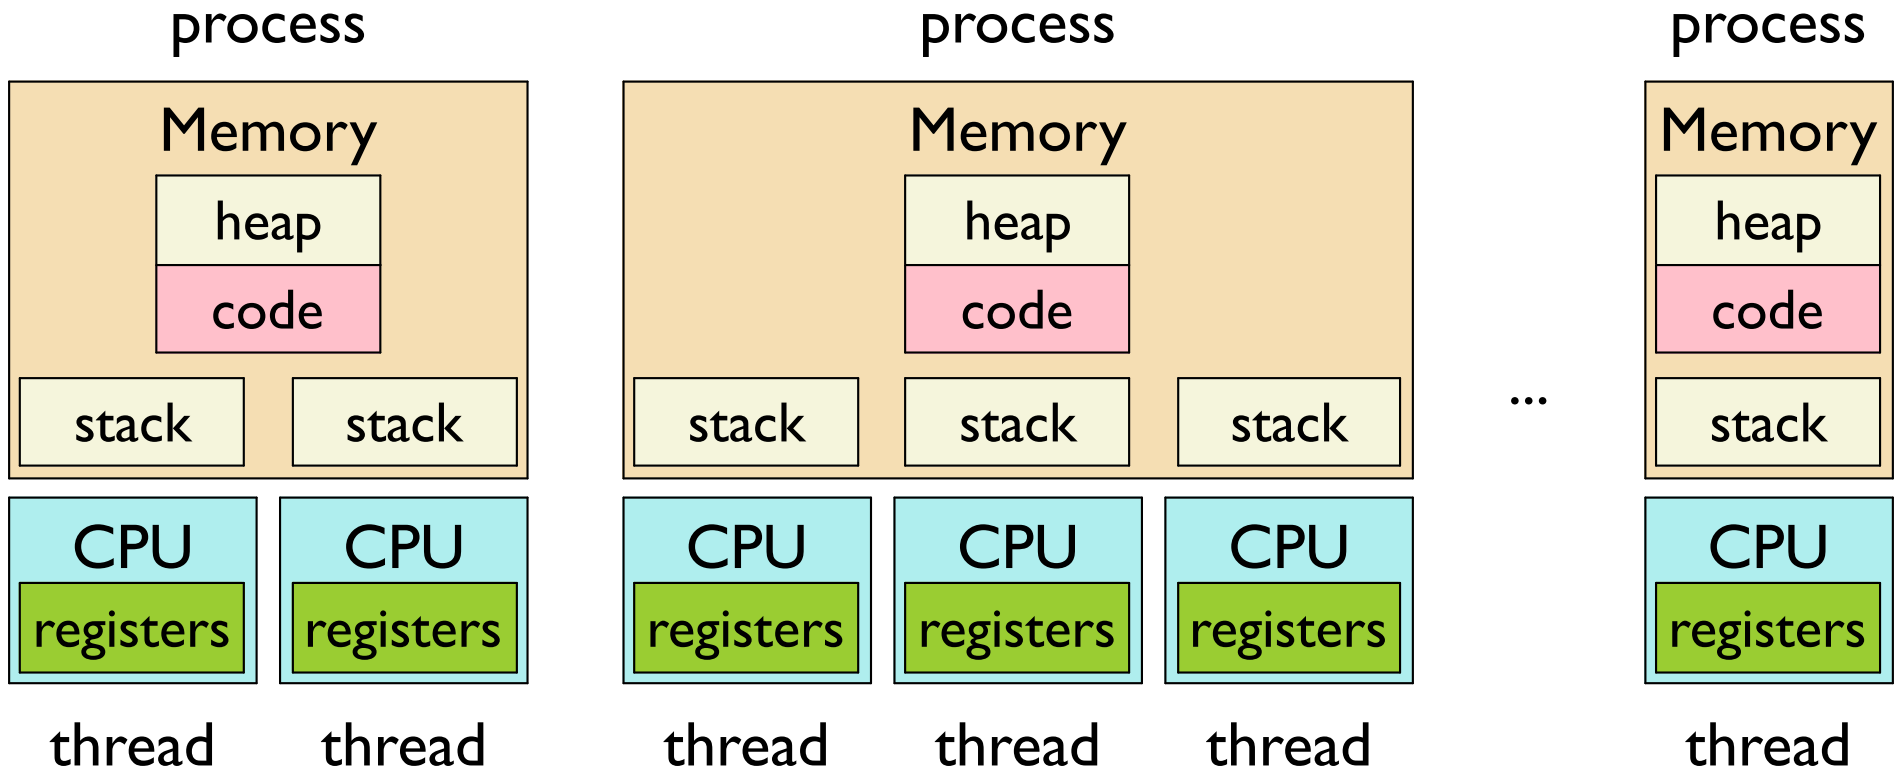 process process process
Memory Memory Memory
heap heap heap
code code code
stack stack stack stack stack ... stack
CPU CPU CPU CPU CPU CPU
registers registers registers registers registers registers
thread thread thread thread thread thread